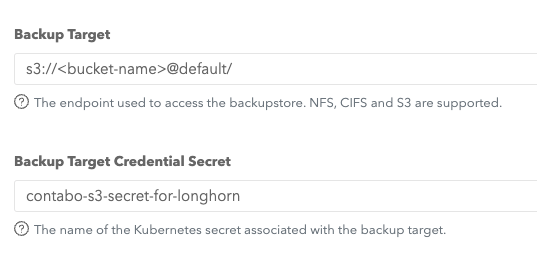 Backup Target
s3://<bucket-name>@default/
? The endpoint used to access the backupstore. NFS, CIFS and S3 are supported.
Backup Target Credential Secret
contabo-s3-secret-for-longhorn
? The name of the Kubernetes secret associated with the backup target.